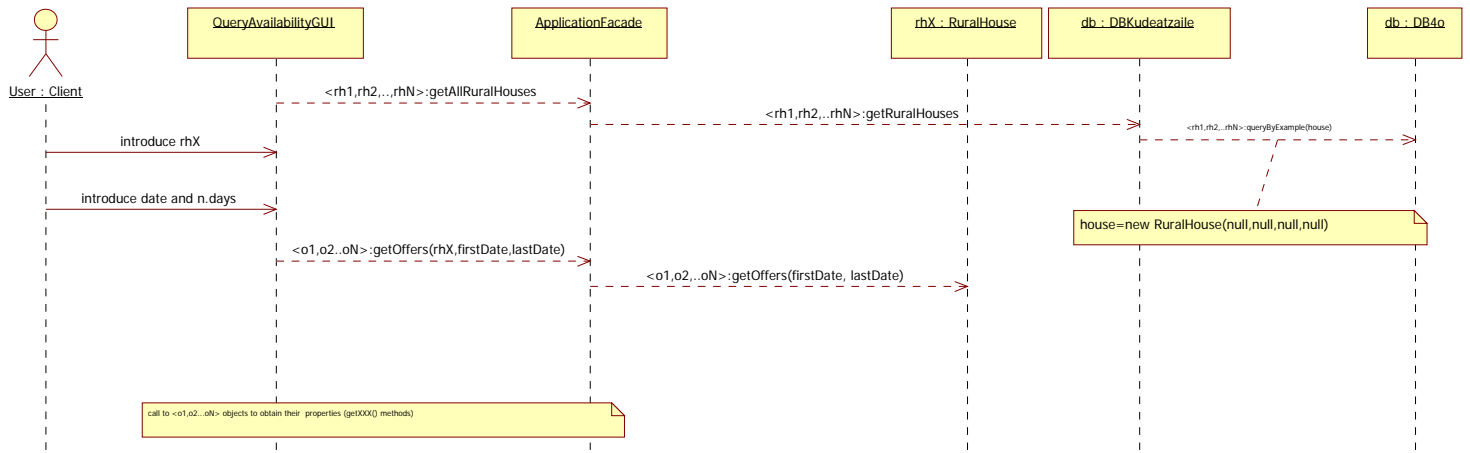 QueryAvailabilityGUI
ApplicationFacade
rhX : RuralHouse
db : DBKudeatzaile
db : DB4o
User : Client
<rh1,rh2,..,rhN>:getAllRuralHouses
<rh1,rh2,..rhN>:getRuralHouses
<rh1,rh2,..rhN>:queryByExample(house)
introduce rhX
introduce date and n.days
house=new RuralHouse(null,null,null,null)
<o1,o2..oN>:getOffers(rhX,firstDate,lastDate)
<o1,o2,..oN>:getOffers(firstDate, lastDate)
call to <o1,o2...oN> objects to obtain their properties (getXXX() methods)